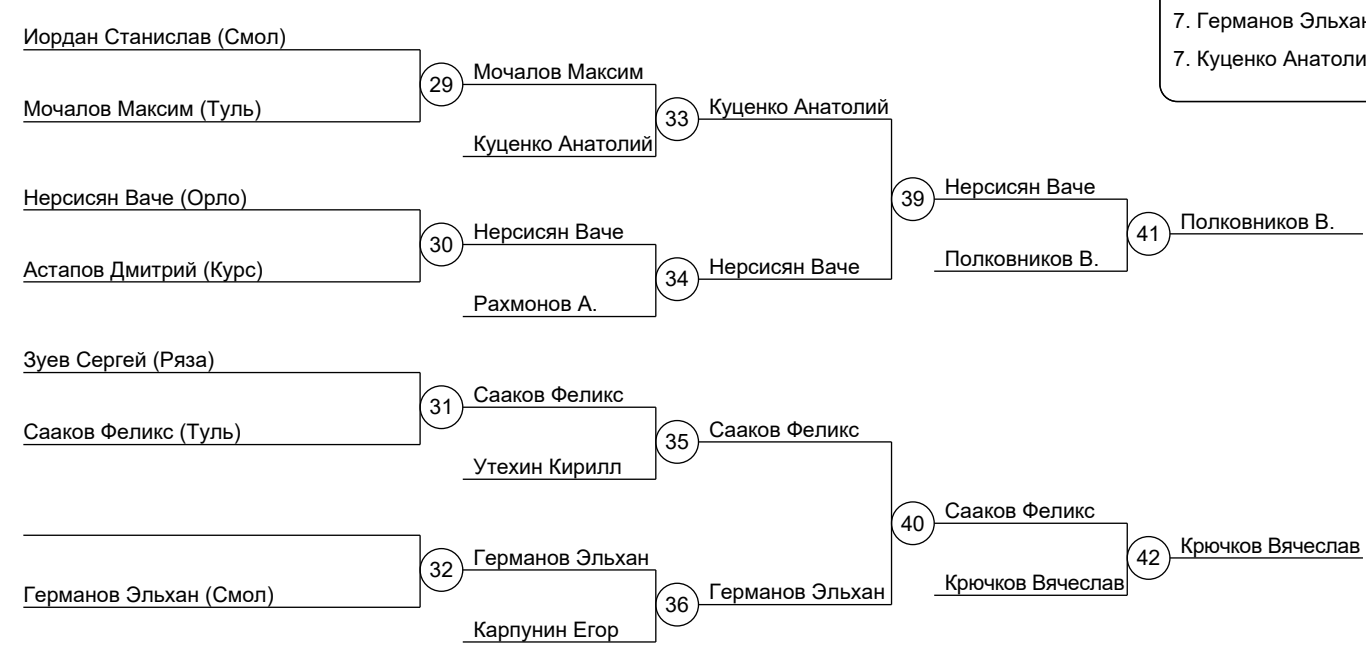 7. Германов Эльхан
7. Куценко Анатоли
Иордан Станислав (Смол)
29
Мочалов Максим
Мочалов Максим (Туль)
33
Куценко Анатолий
Куценко Анатолий
Нерсисян Ваче (Орло)
39
Нерсисян Ваче
30
Нерсисян Ваче
41
Полковников В.
Астапов Дмитрий (Курс)
34
Нерсисян Ваче
Полковников В.
Рахмонов А.
Зуев Сергей (Ряза)
31
Сааков Феликс
Сааков Феликс (Туль)
35
Сааков Феликс
Утехин Кирилл
40
Сааков Феликс
32
Германов Эльхан
42
Крючков Вячеслав
Германов Эльхан (Смол)
36
Германов Эльхан
Крючков Вячеслав
Карпунин Егор